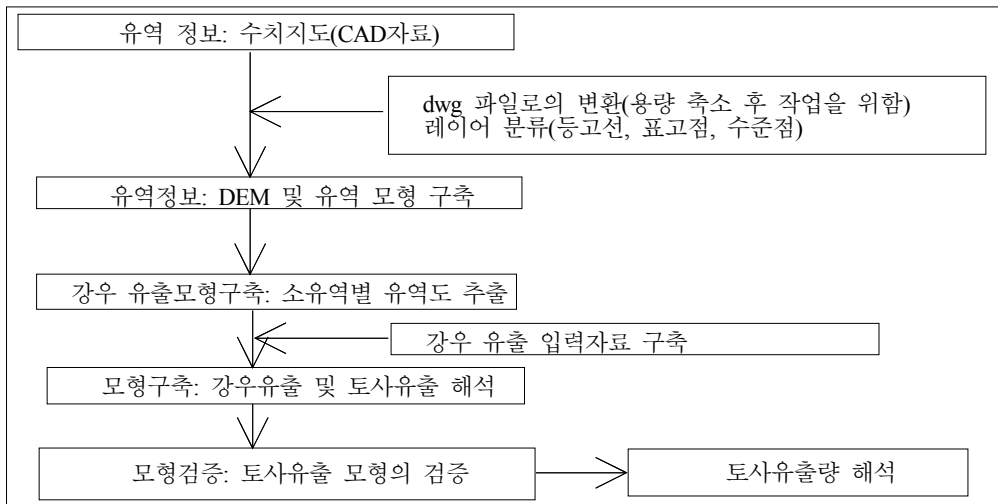 유역 정보: 수치지도(CAD자료)
dwg 파일로의 변환(용량 축소 후 작업을 위함)
레이어 분류(등고선, 표고점, 수준점)
유역정보: DEM 및 유역 모형 구축
강우 유출모형구축: 소유역별 유역도 추출
강우 유출 입력자료 구축
모형구축: 강우유출 및 토사유출 해석
모형검증: 토사유출 모형의 검증
토사유출량 해석